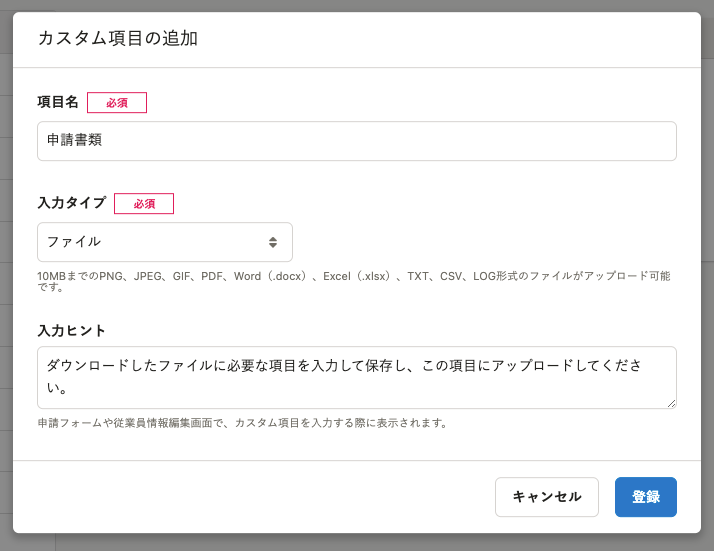 カスタム項目の追加
項目名 必須
申請書類
入力タイプ 必須
ファイル
10MBまでのPNG、JPEG、GIF、PDF、Word（.docx）、Excel（.xlsx）、TXT、CSV、LOG形式のファイルがアップロード可能
です。
入力ヒント
ダウンロードしたファイルに必要な項目を入力して保存し、この項目にアップロードしてくださ
い。
申請フォームや従業員情報編集画面で、カスタム項目を入力する際に表示されます。
キャンセル 登録